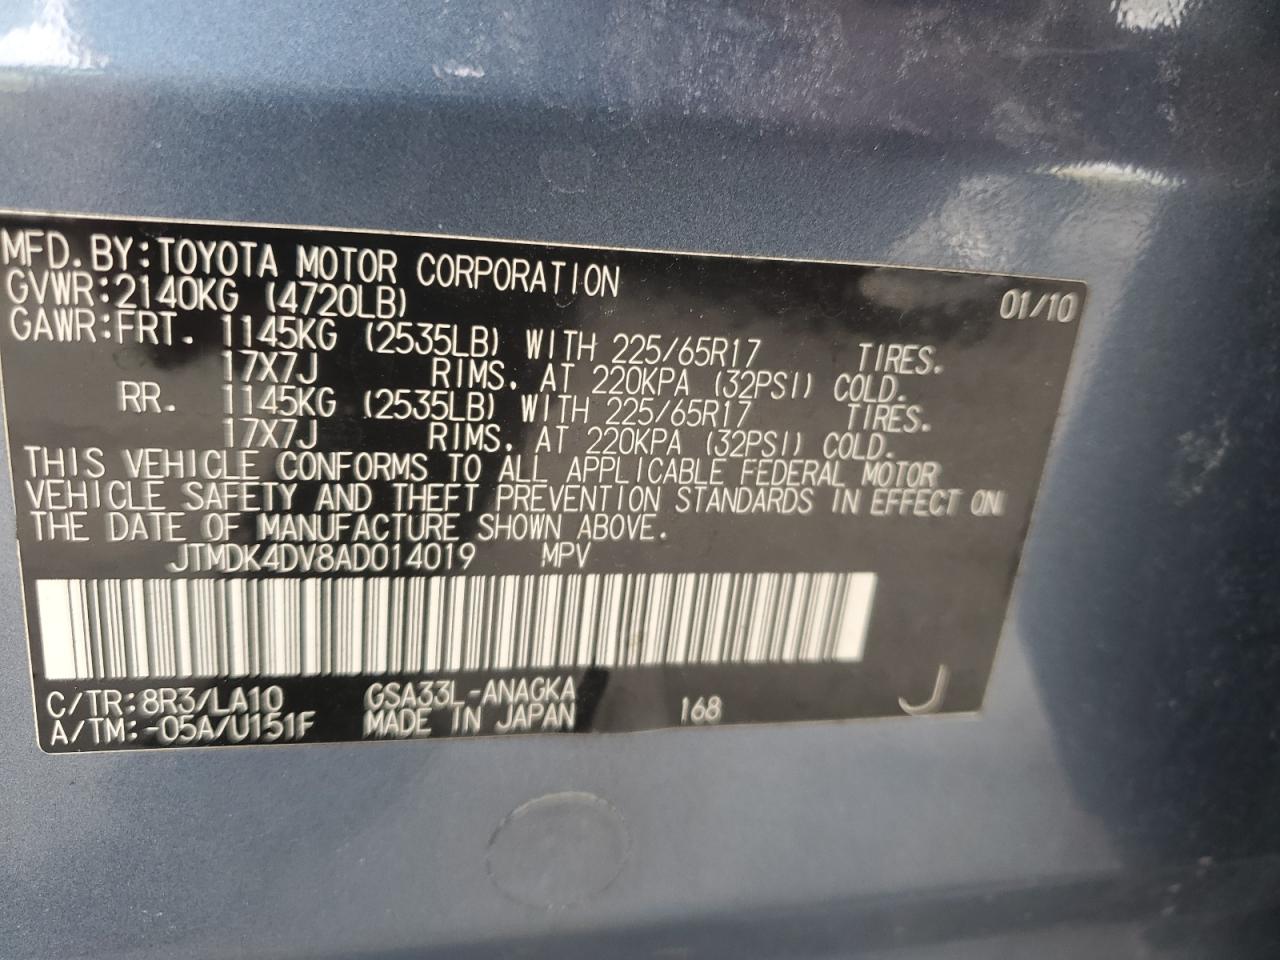 MFD. BY: TOYOTA MOTOR CORPORATION 01/10
GVWR: 2140KG (4720LB)
GAWR: FRT. 1145KG (2535LB) WITH 225/65R17 TIRES.
17X7J RIMS. AT 220KPA (32PSI) COLD.
RR. 1145KG (2535LB) WITH 225/65R17 TIRES.
17X7J RIMS. AT 220KPA (32PSI) COLD.
THIS VEHICLE CONFORMS TO ALL APPLICABLE FEDERAL MOTOR
VEHICLE SAFETY AND THEFT PREVENTION STANDARDS IN EFFECT ON
THE DATE OF MANUFACTURE SHOWN ABOVE.
JTMDK4DV8AD014019 MPV
C/TR: 8R3/LA10 GSA33L-ANAGKA
A/TM: -05A/U151F MADE IN JAPAN 168 J